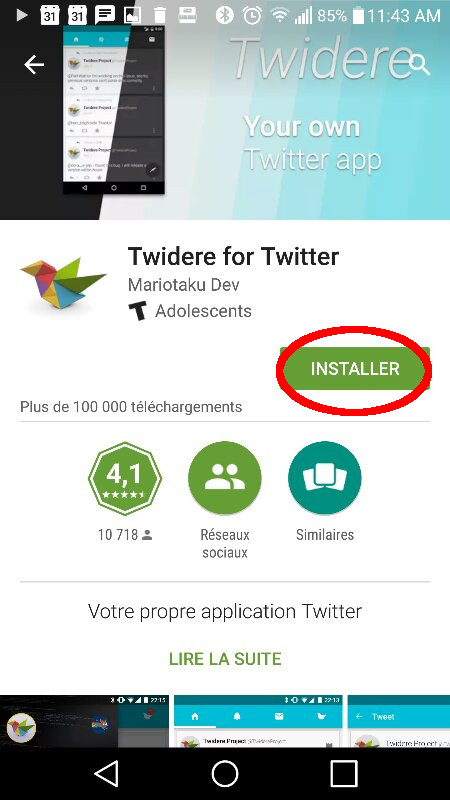 31 31 85% 11:43 AM
Twidere
Your own
Twitter app
Twidere for Twitter
Mariotaku Dev
T Adolescents
INSTALLER
Plus de 100 000 téléchargements
4,1
10 718
Réseaux
sociaux
Similaires
Votre propre application Twitter
LIRE LA SUITE
22:15
22:13
Tweet
Twidere Project @TwidereProject
Twidere Project